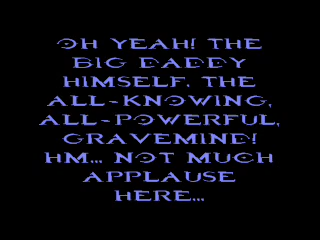 OH YEAH! THE
BIG DADDY
HIMSELF, THE
ALL-KNOWING,
ALL-POWERFUL,
GRAVEMIND!
HM... NOT MUCH
APPLAUSE
HERE...